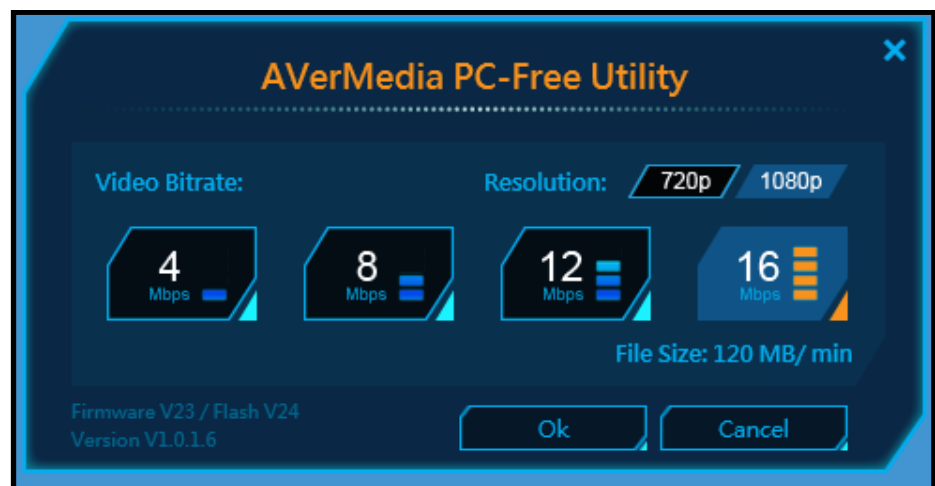 AVerMedia PC-Free Utility
Video Bitrate:
Resolution: 720p 1080p
4 8 12 16
Mbps Mbps Mbps Mbps
File Size: 120 MB/ min
Firmware V23 / Flash V24
Version V1.0.1.6
Ok Cancel